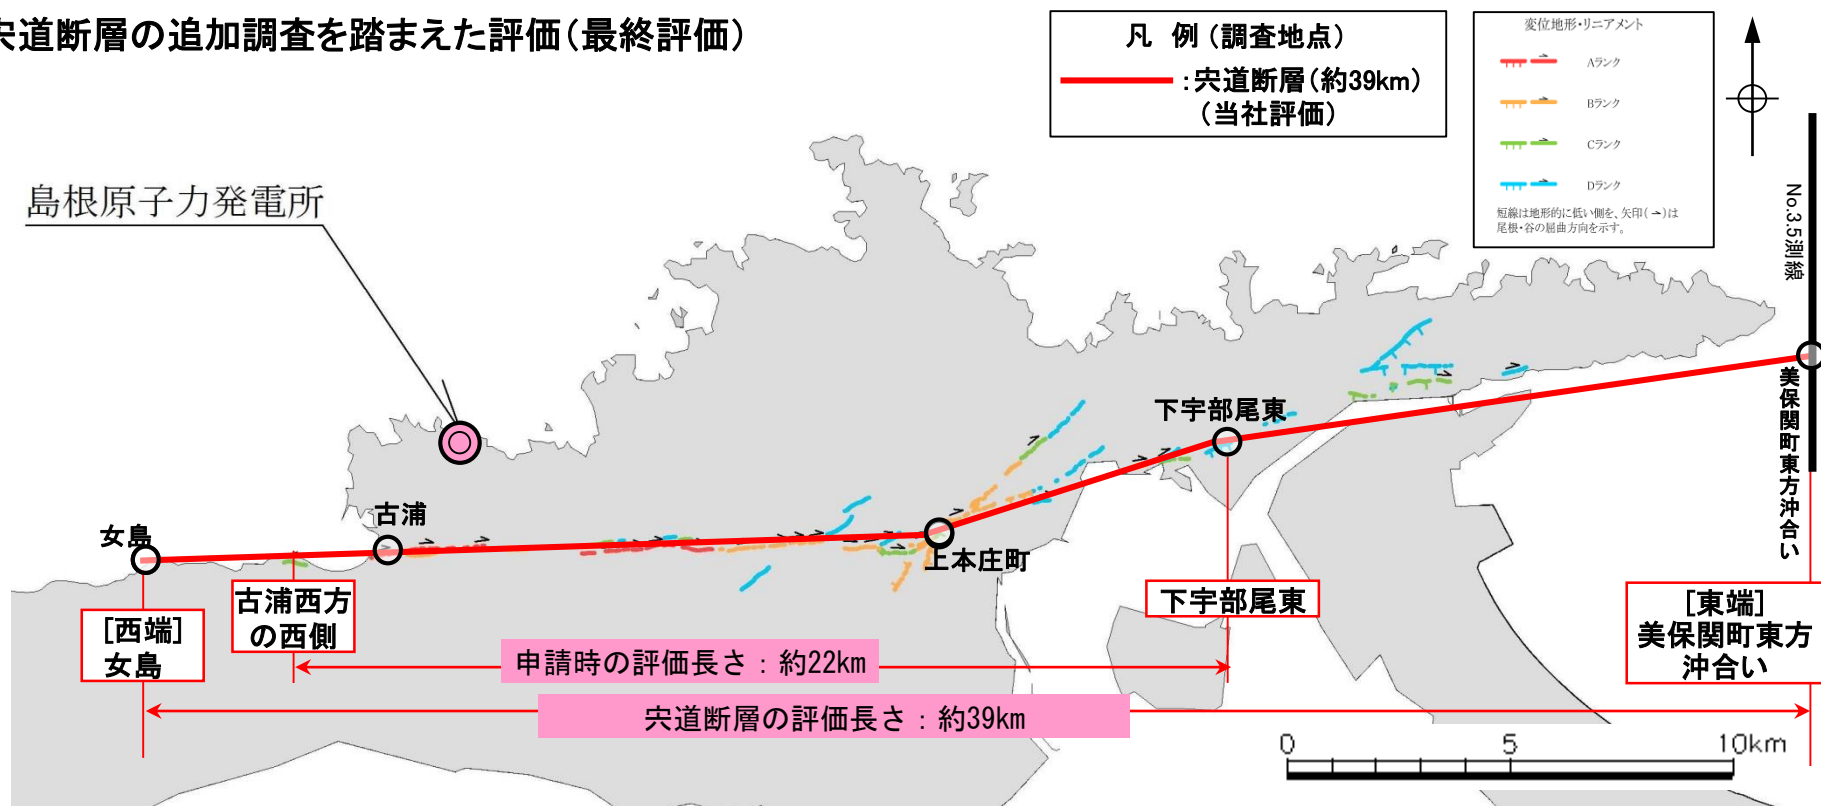 宍道断層の追加調査を踏まえた評価(最終評価)
凡 例(調査地点)
:宍道断層(約39km)
(当社評価)
変位地形・リニアメント
Aランク
Bランク
Cランク
Dランク
短線は地形的に低い側を、矢印(→)は
尾根・谷の屈曲方向を示す。
No.3.5測線
島根原子力発電所
美保関町東方沖合い
下宇部尾東
古浦
女島
上本庄町
[西端]
女島
古浦西方
の西側
下宇部尾東
[東端]
美保関町東方
沖合い
申請時の評価長さ:約22km
宍道断層の評価長さ:約39km
0 5 10km